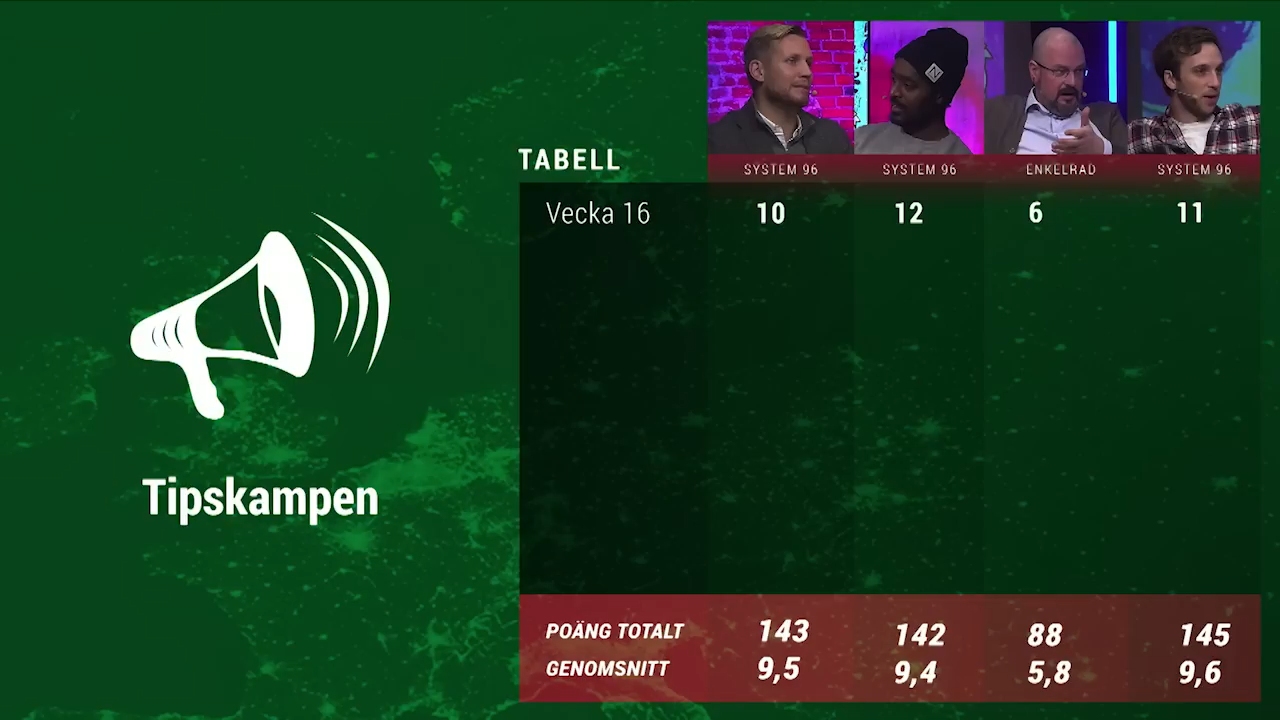 TABELL
SYSTEM 96 SYSTEM 96 ENKELRAD SYSTEM 96
Vecka 16 10 12 6 11
Tipskampen
POÄNG TOTALT 143 142 88 145
GENOMSNITT 9,5 9,4 5,8 9,6